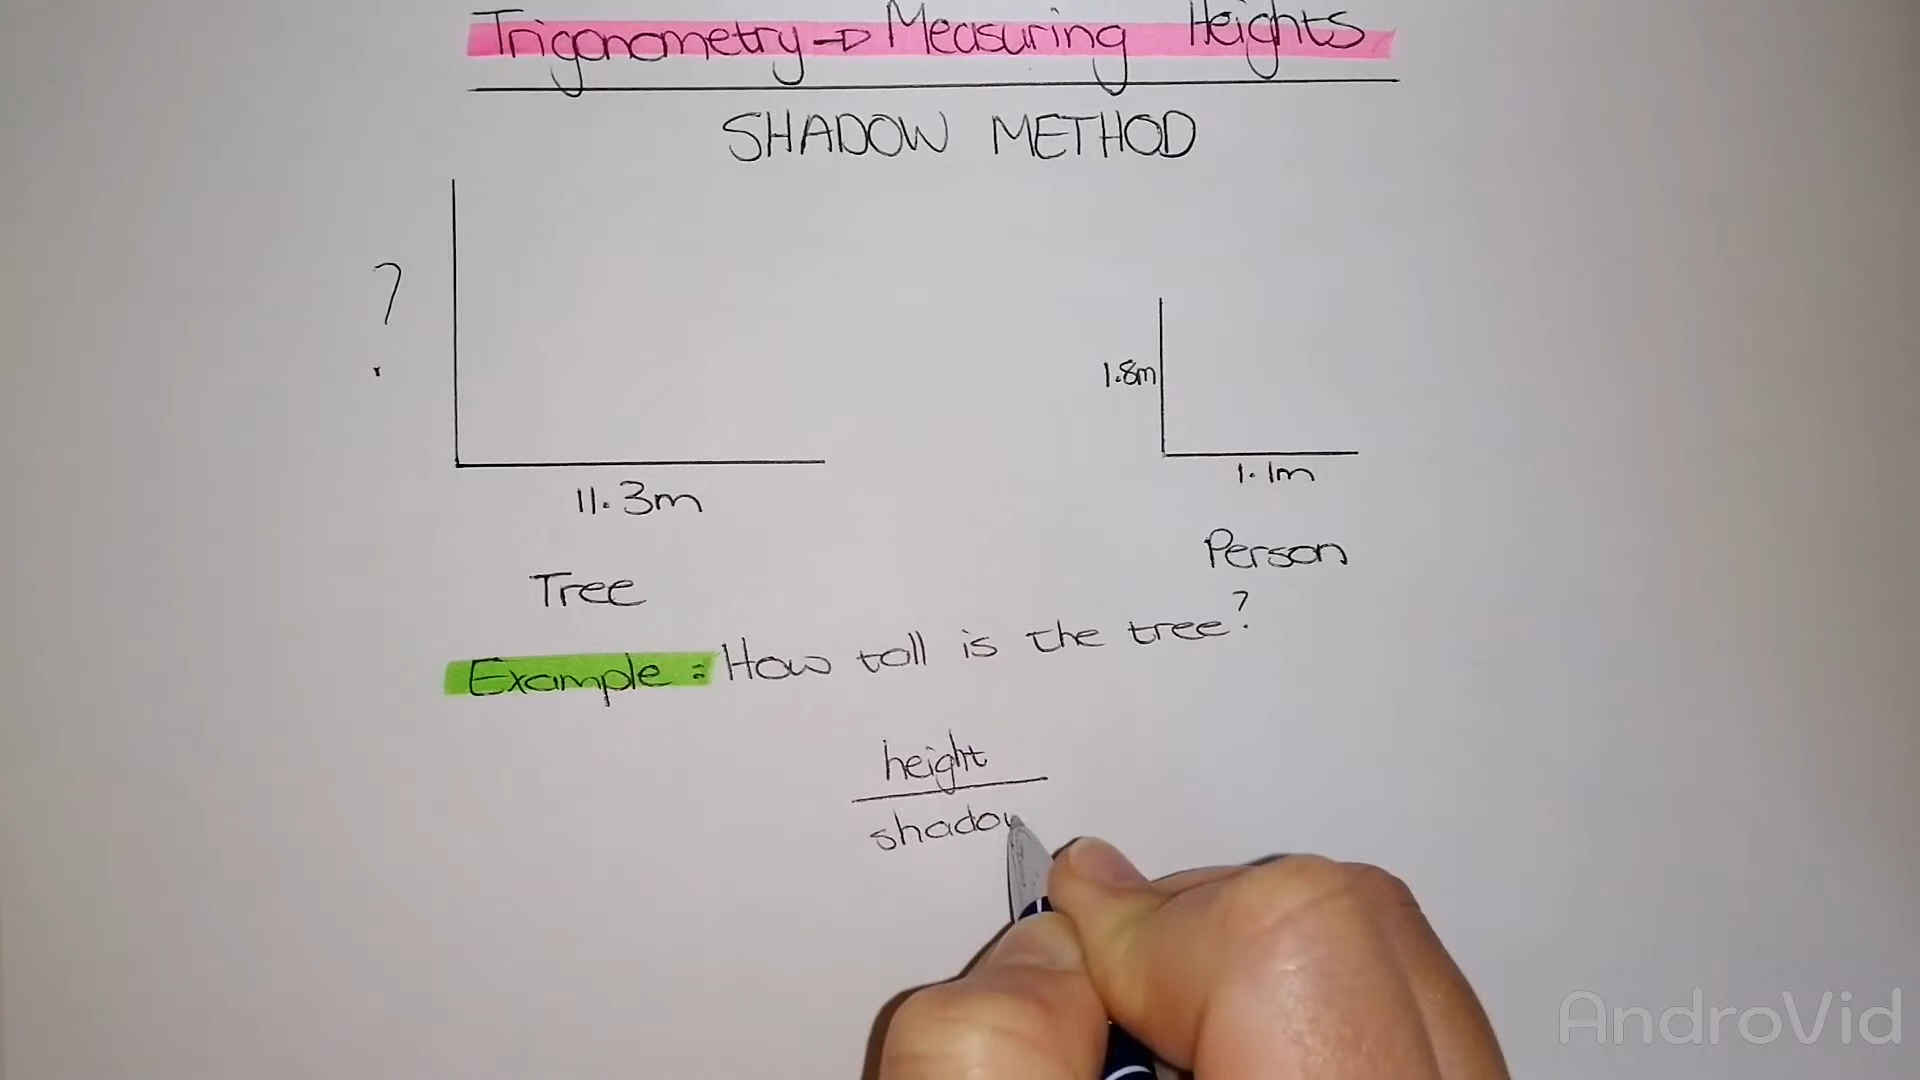 Trigonometry → Measuring Heights
SHADOW METHOD
?
1.8m
1.1m
11.3m
Person
Tree
Example: How tall is the tree?
height
shadow
AndroVid